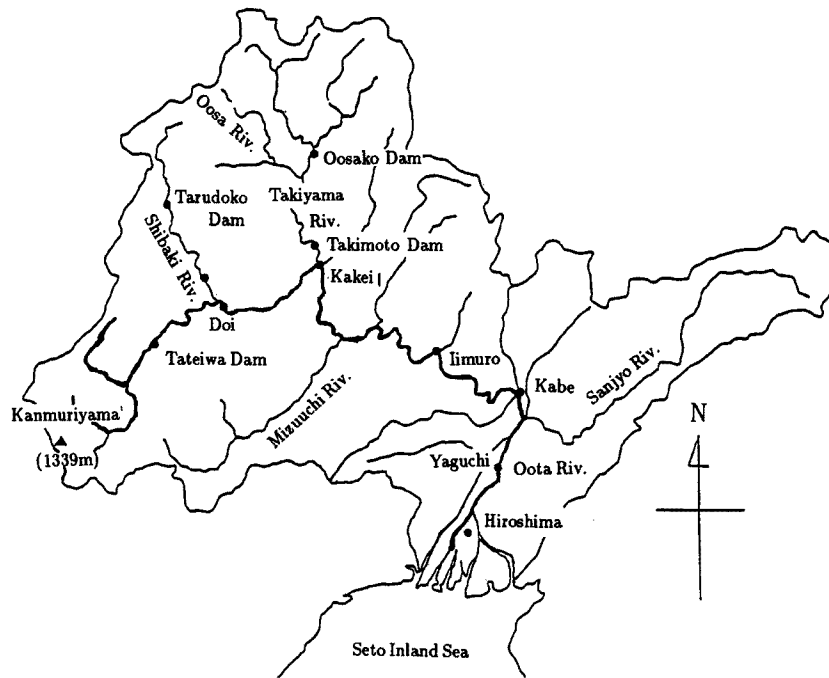 Oosa Riv.
Oosako Dam
Tarudoko
Dam
Takiyama
Riv.
Shibaki Riv.
Takimoto Dam
Kakei
Doi
Tateiwa Dam
Iimuro
Kabe
Sanjyo Riv.
Mizuuchi Riv.
Kanmuriyama
(1339m)
N
Yaguchi
Oota Riv.
Hiroshima
Seto Inland Sea